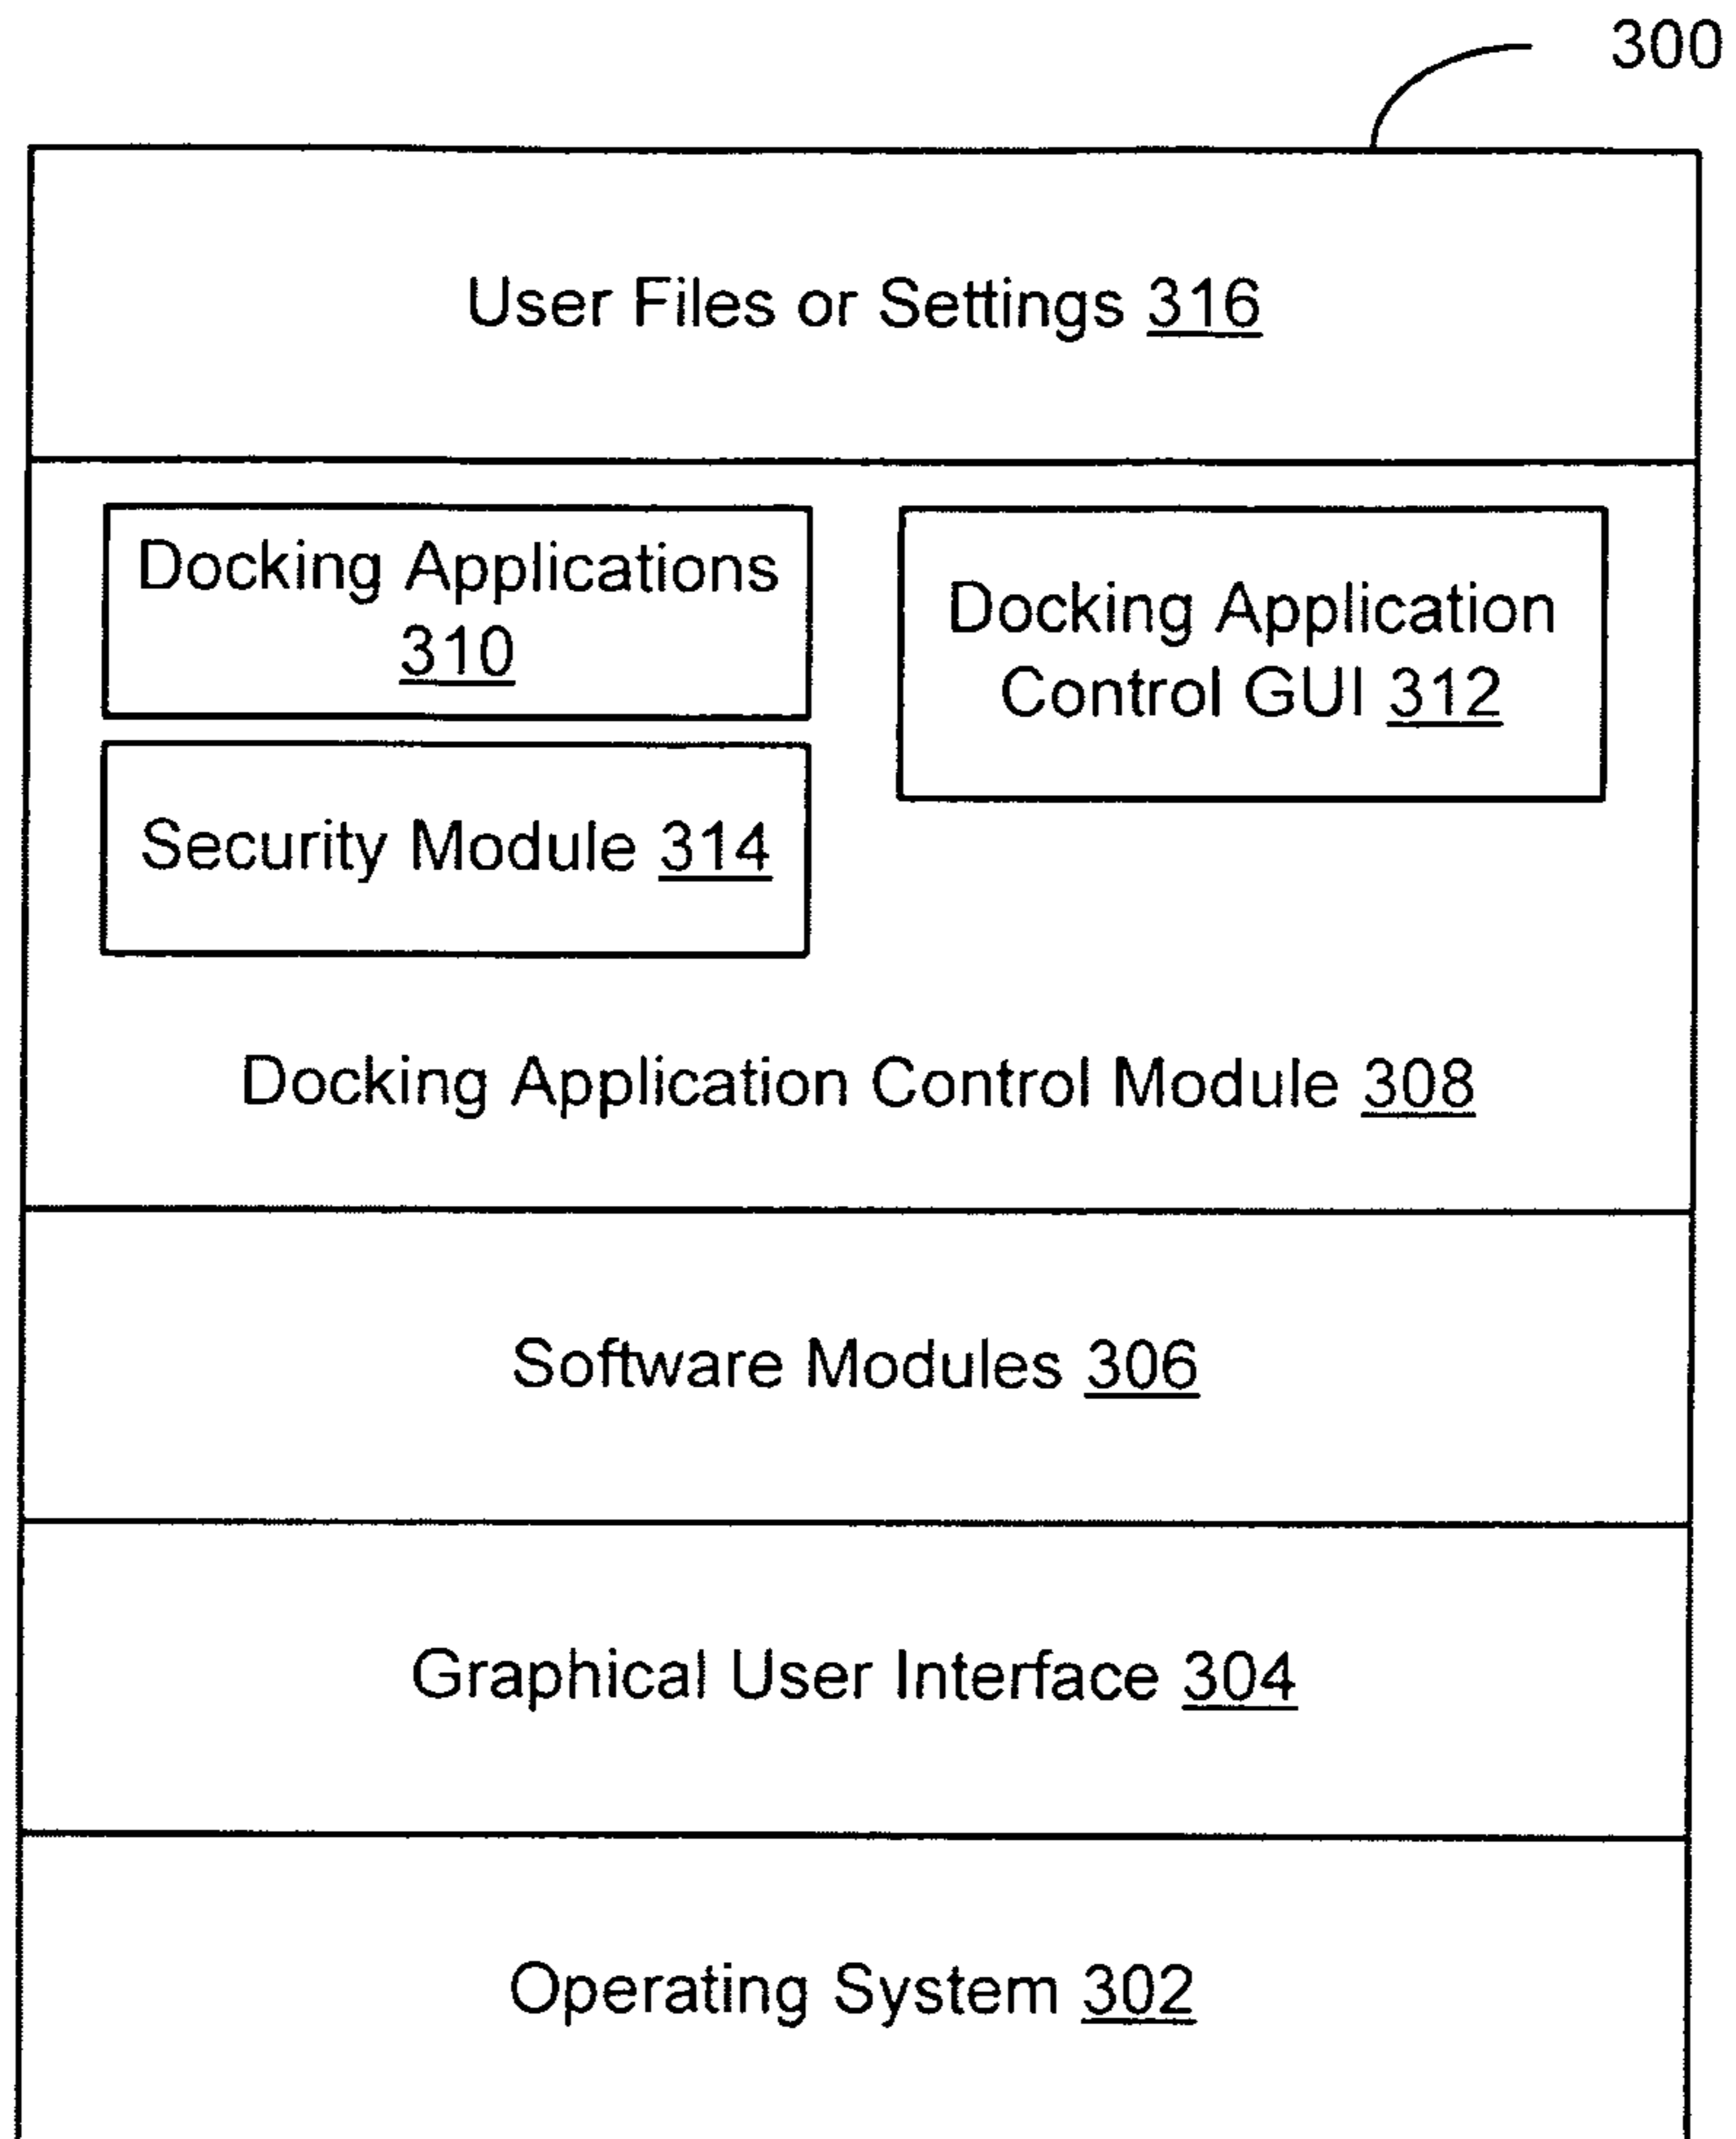 300
User Files or Settings 316
Docking Applications
310
Docking Application
Control GUI 312
Security Module 314
Docking Application Control Module 308
Software Modules 306
Graphical User Interface 304
Operating System 302